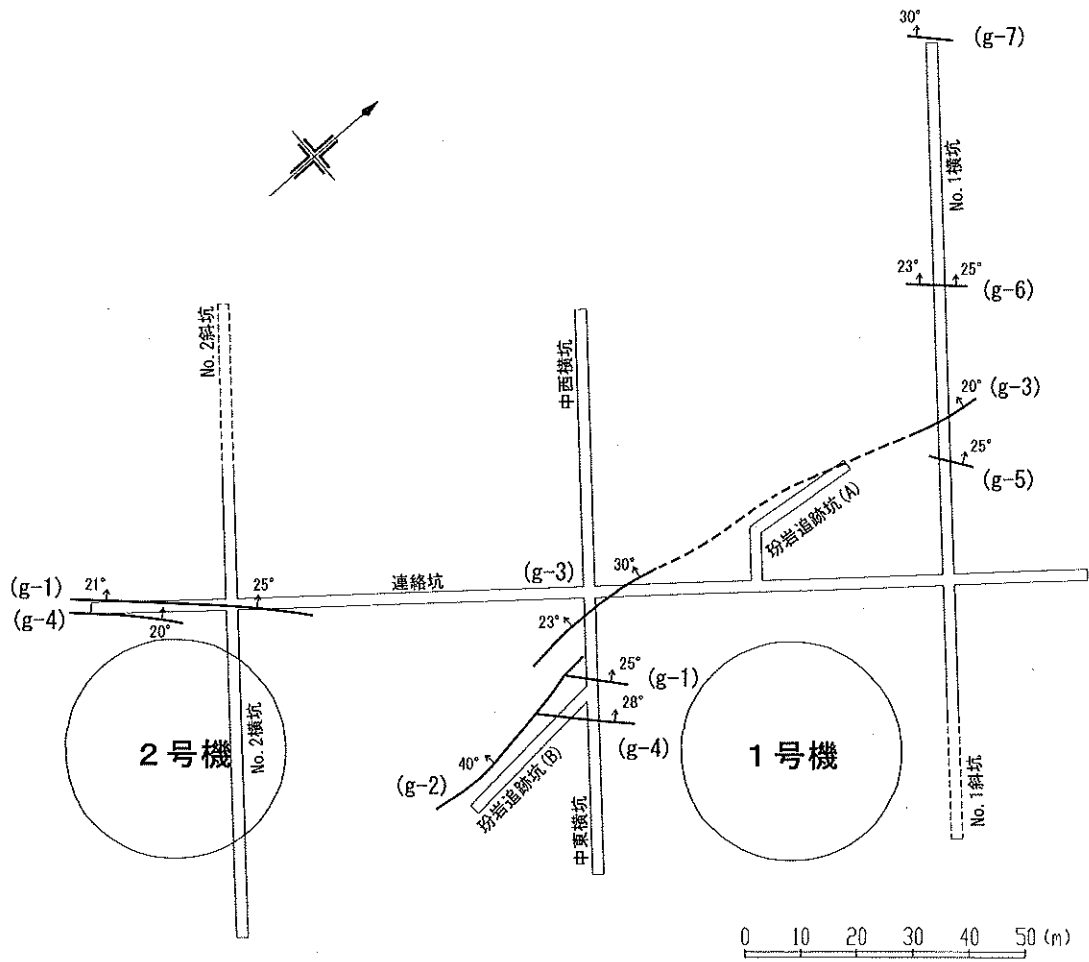 30°
(g-7)
No.1横坑
23°
25°
(g-6)
No.2斜坑
中西横坑
20°
(g-3)
25°
(g-5)
玢岩追跡坑(A)
(g-1)
21°
25°
連絡坑
(g-3)
30°
(g-4)
20°
23°
25°
(g-1)
28°
(g-4)
2号機
No.2横坑
40°
(g-2)
玢岩追跡坑(B)
1号機
中東横坑
No.1斜坑
0 10 20 30 40 50 (m)